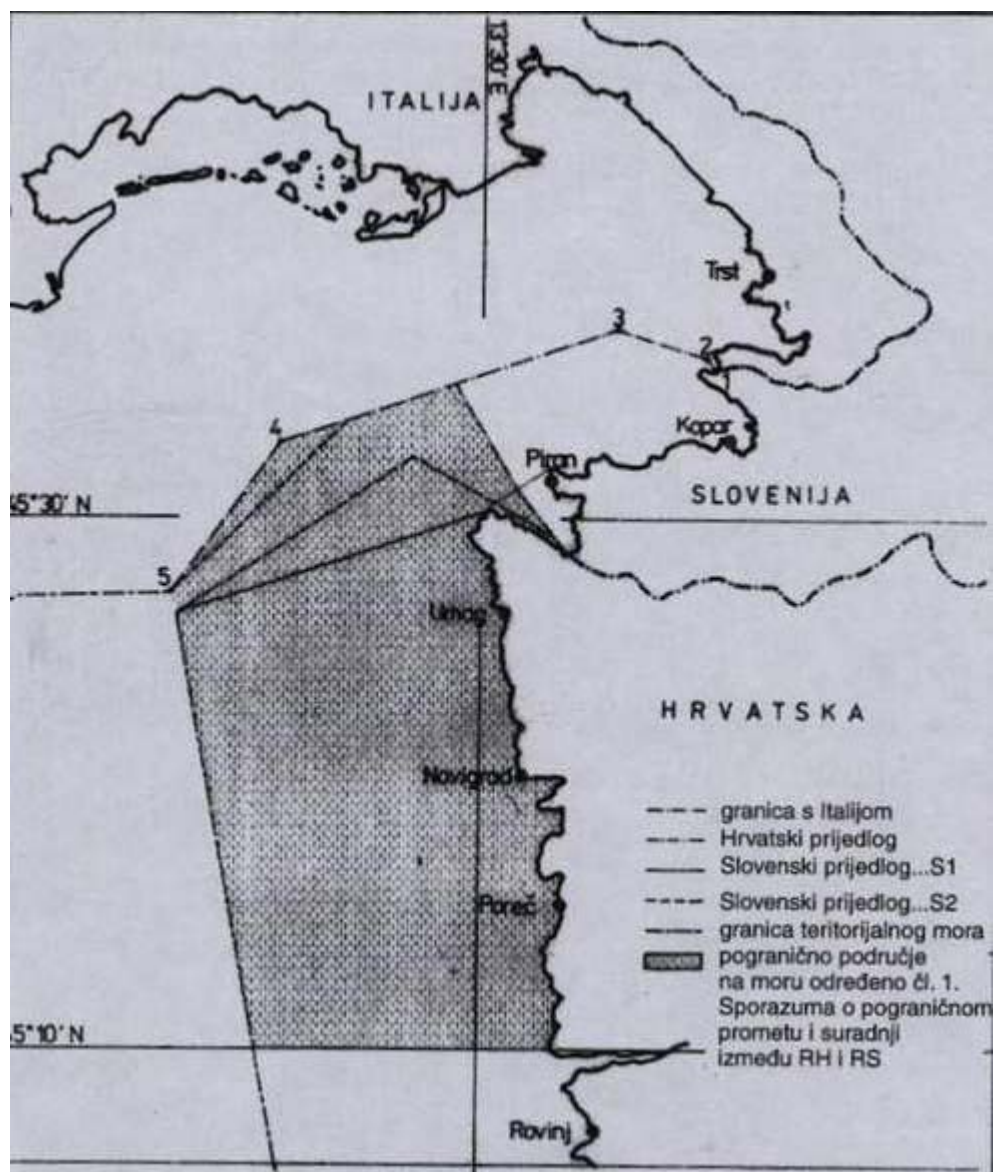 13°30' E
ITALIJA
Trst
3
2
4
Kopar
Piran
45°30' N
SLOVENIJA
5
Umag
HRVATSKA
Novigrad
granica s Italijom
Hrvatski prijedlog
Slovenski prijedlog...S1
Poreč
Slovenski prijedlog...S2
granica teritorijalnog mora
pogranično područje
na moru određeno čl. 1.
Sporazuma o pograničnom
prometu i suradnji
između RH i RS
5°10' N
Rovinj